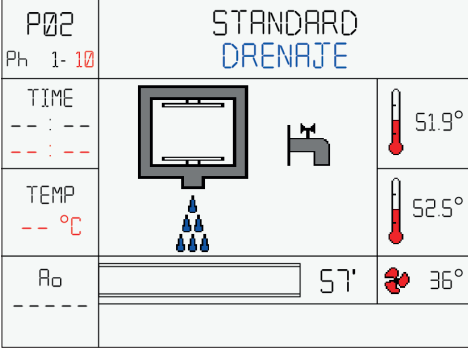 P02
Ph 1- 10
STANDARD
DRENAJE
TIME
-- : --
-- : --
51.9°
TEMP
-- °C
52.5°
Ao
-----
57'
36°